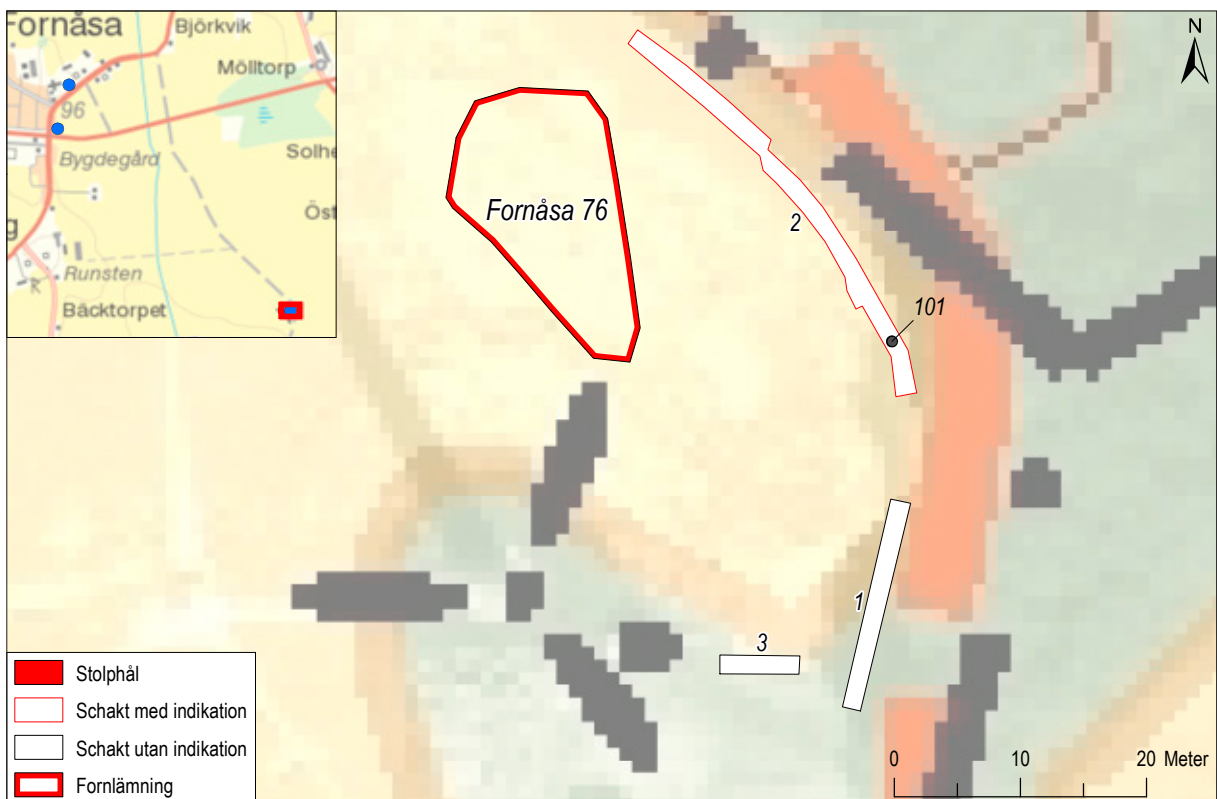 Fornåsa
Björkvik
Mölltorp
96
Bygdegård
Solhe
Öst
g
Runsten
Bäcktorpet
Fornåsa 76
2
101
1
3
N
Stolphål
Schakt med indikation
Schakt utan indikation
Fornlämning
0 10 20 Meter